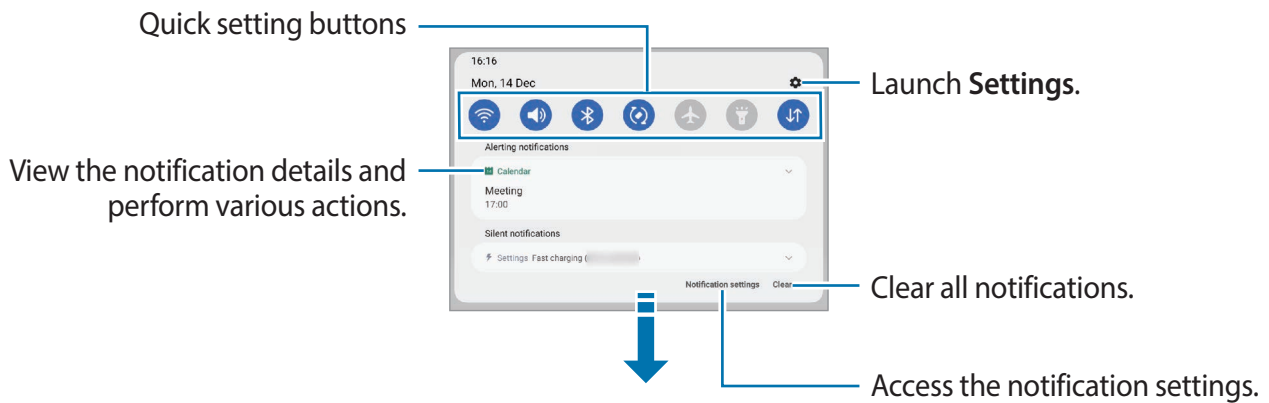 Quick setting buttons
16:16
Mon, 14 Dec
Launch Settings.
Alerting notifications
Calendar
View the notification details and
perform various actions.
Meeting
17:00
Silent notifications
Settings Fast charging (
Notification settings Clear
Clear all notifications.
Access the notification settings.